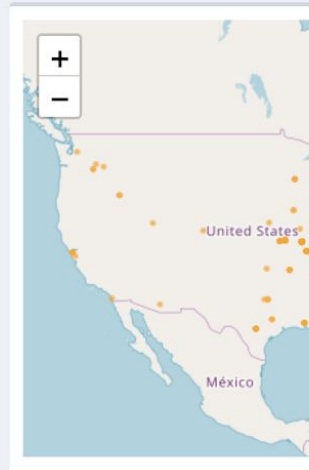 +
−
United States
México